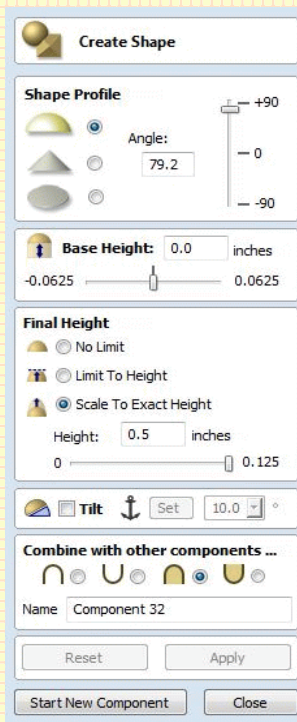 Create Shape
Shape Profile
+90
Angle:
79.2
0
-90
Base Height: 0.0 inches
-0.0625 0.0625
Final Height
No Limit
Limit To Height
Scale To Exact Height
Height: 0.5 inches
0 0.125
Tilt Set 10.0 °
Combine with other components ...
Name Component 32
Reset Apply
Start New Component Close